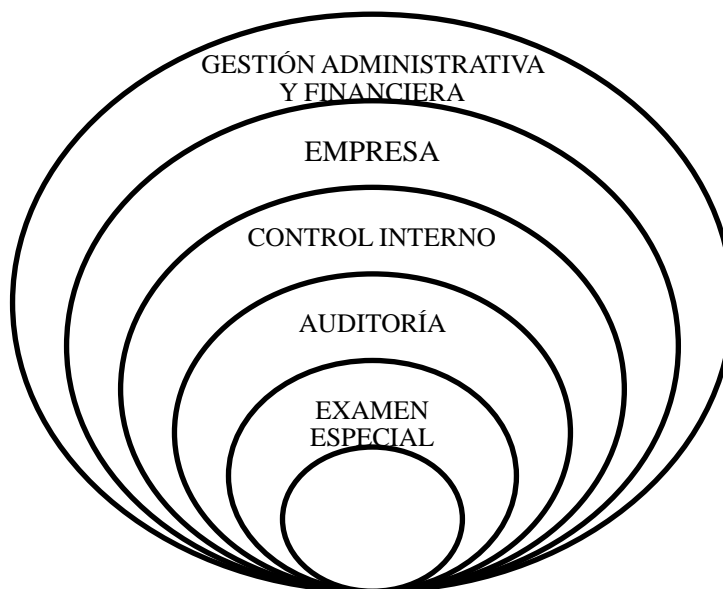 GESTIÓN ADMINISTRATIVA
Y FINANCIERA
EMPRESA
CONTROL INTERNO
AUDITORÍA
EXAMEN
ESPECIAL